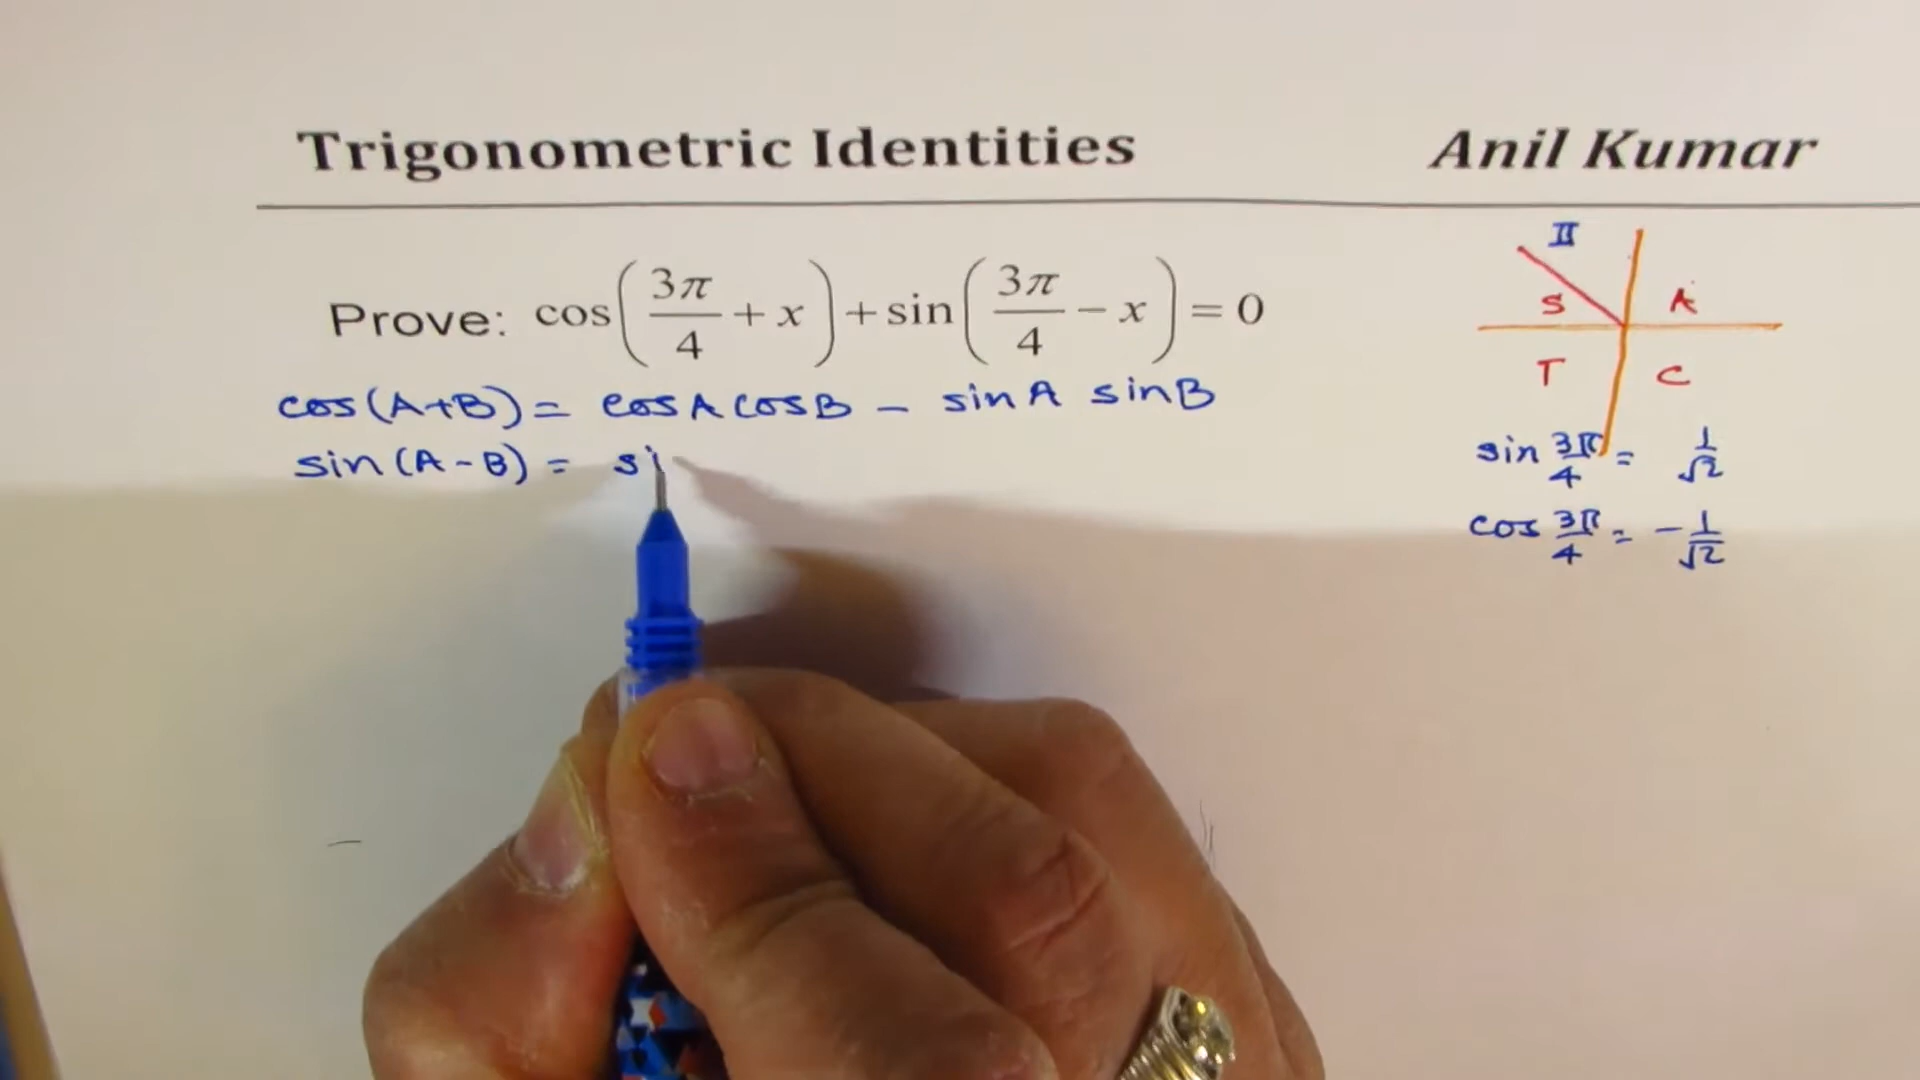 Trigonometric Identities Anil Kumar
Prove: cos(3π/4 + x) + sin(3π/4 − x) = 0
cos(A+B) = cosA cosB − sinA sinB
sin(A−B) = si
II
S A
T C
sin 3π/4 = 1/√2
cos 3π/4 = −1/√2